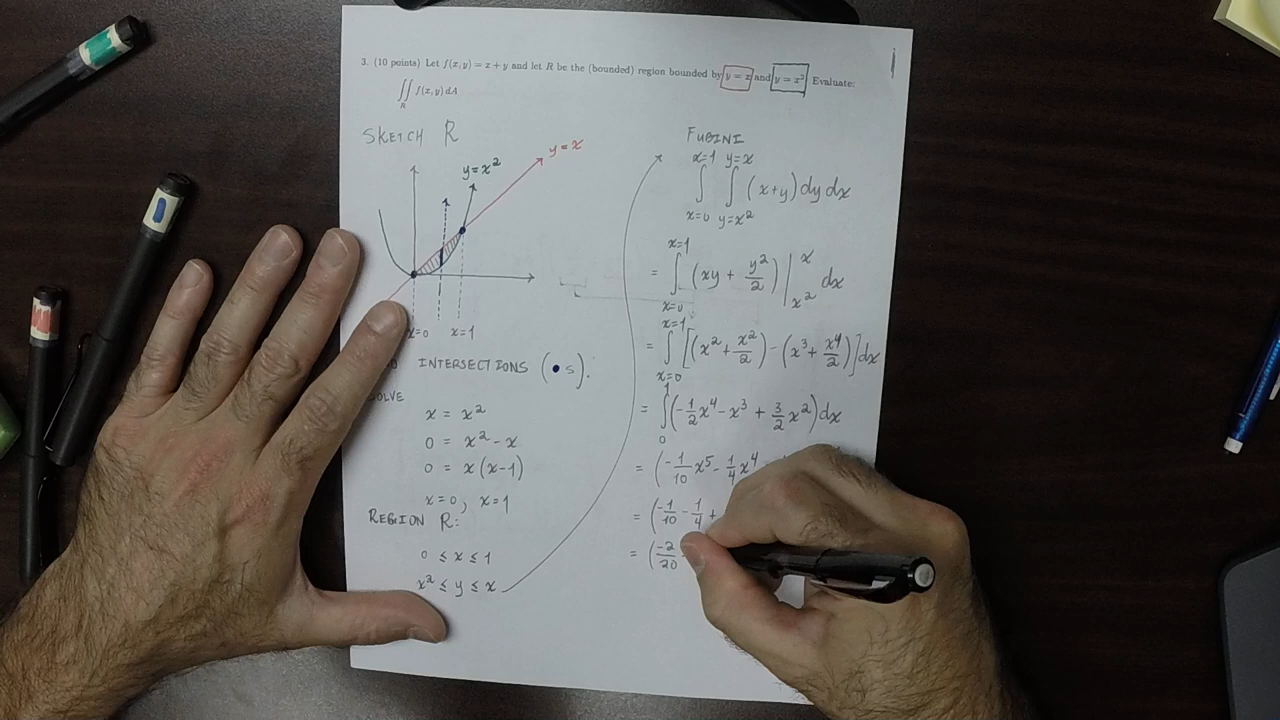 3. (10 points) Let f(x, y) = x + y and let R be the (bounded) region bounded by y = x and y = x² Evaluate:
∬_R f(x, y) dA
SKETCH R
y = x²
y = x
x=0 x=1
INTERSECTIONS (• s):
x = x²
0 = x² - x
0 = x(x-1)
x=0, x=1
REGION R:
0 ≤ x ≤ 1
x² ≤ y ≤ x
FUBINI
x=1 y=x
∫ ∫ (x+y) dy dx
x=0 y=x²
x=1
= ∫ (xy + y²/2) |_{x²}^{x} dx
x=0
x=1
= ∫ [(x² + x²/2) - (x³ + x⁴/2)] dx
x=0
1
= ∫ (-1/2 x⁴ - x³ + 3/2 x²) dx
0
= (-1/10 x⁵ - 1/4 x⁴
= (-1/10 - 1/4 +
= (-2/20